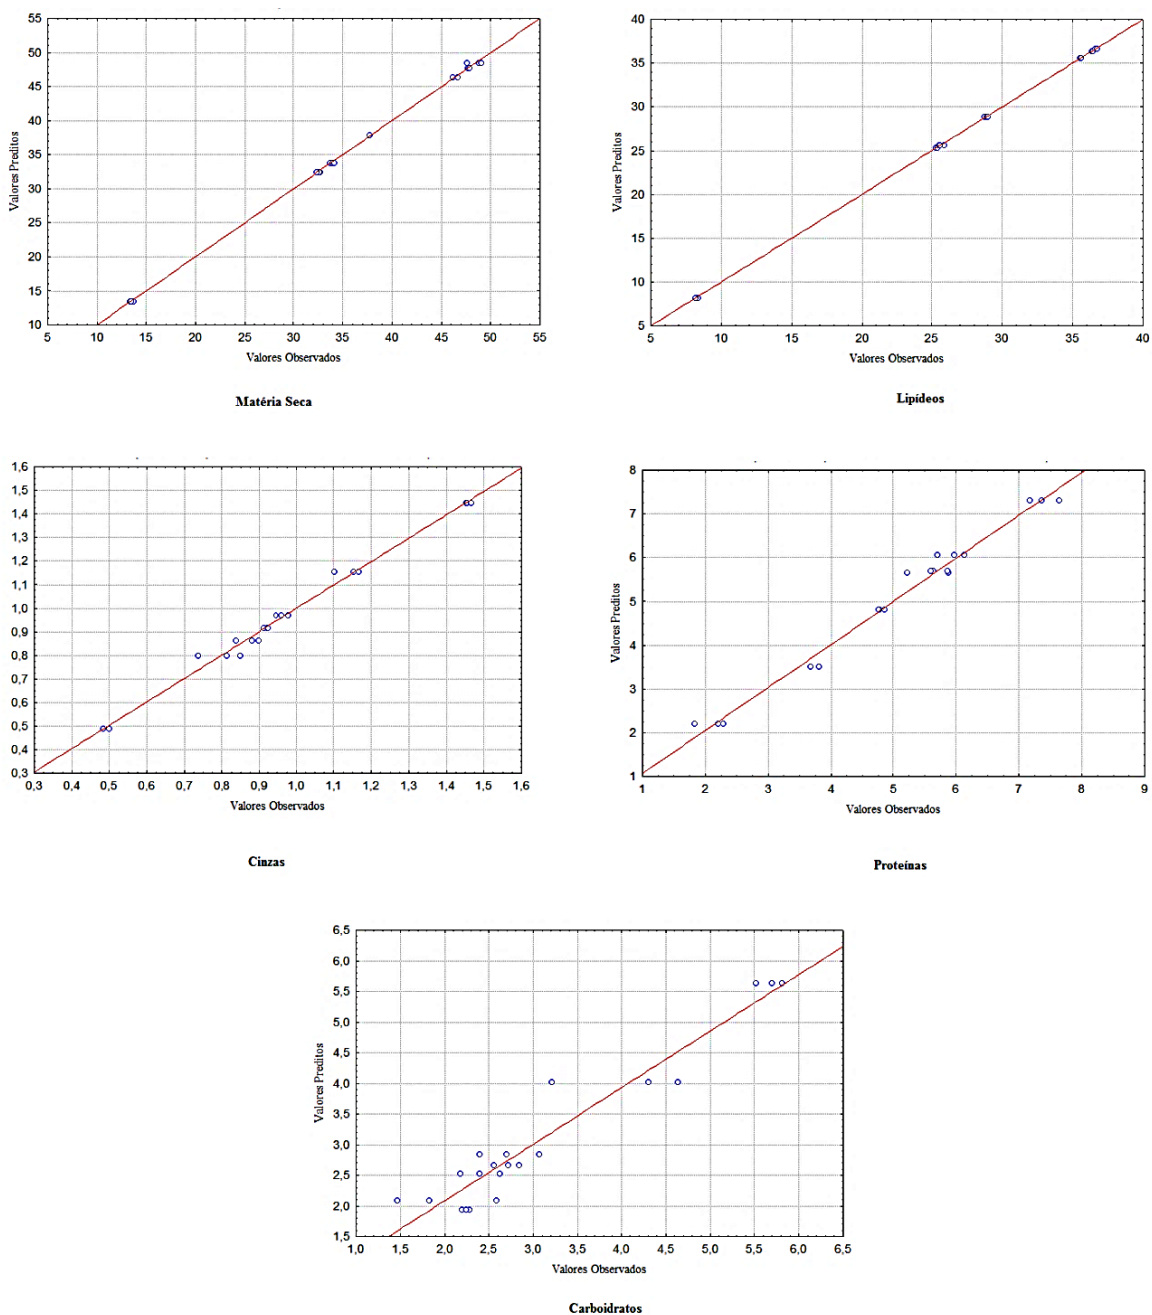 55
50
45
40
35
30
25
20
15
10
Valores Preditos
5 10 15 20 25 30 35 40 45 50 55
Valores Observados
Matéria Seca
40
35
30
25
20
15
10
5
Valores Preditos
5 10 15 20 25 30 35 40
Valores Observados
Lipídeos
1,6
1,5
1,4
1,3
1,2
1,1
1,0
0,9
0,8
0,7
0,6
0,5
0,4
0,3
Valores Preditos
0,3 0,4 0,5 0,6 0,7 0,8 0,9 1,0 1,1 1,2 1,3 1,4 1,5 1,6
Valores Observados
Cinzas
8
7
6
5
4
3
2
1
Valores Preditos
1 2 3 4 5 6 7 8 9
Valores Observados
Proteínas
6,5
6,0
5,5
5,0
4,5
4,0
3,5
3,0
2,5
2,0
1,5
Valores Preditos
1,0 1,5 2,0 2,5 3,0 3,5 4,0 4,5 5,0 5,5 6,0 6,5
Valores Observados
Carboidratos